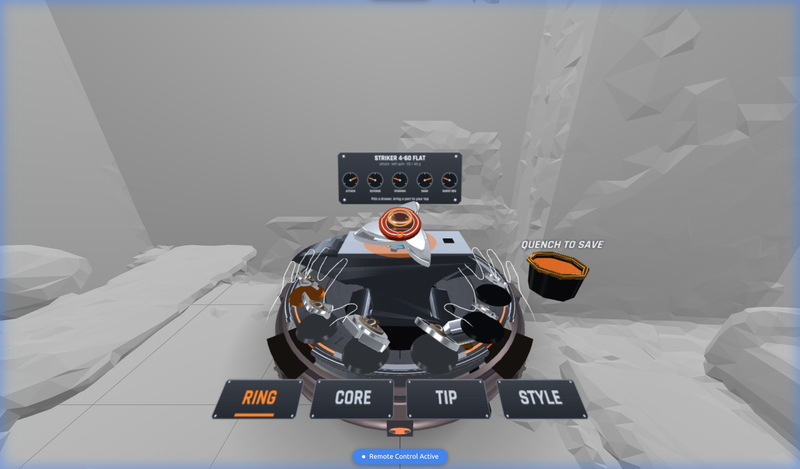 STRIKER 4-60 FLAT
QUENCH TO SAVE
RING
CORE
TIP
STYLE
Remote Control Active